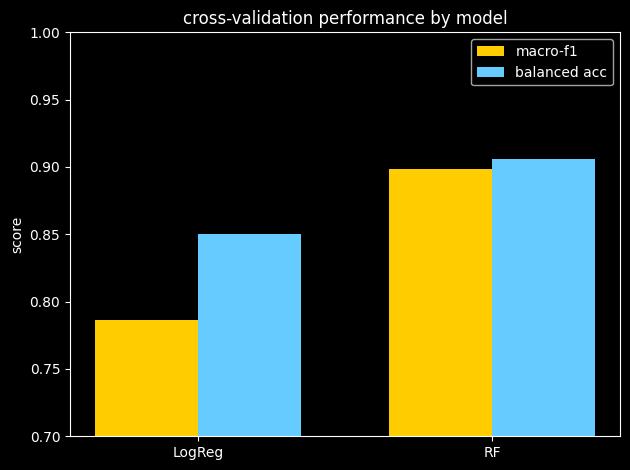 cross-validation performance by model
macro-f1
balanced acc
score
1.00
0.95
0.90
0.85
0.80
0.75
0.70
LogReg
RF